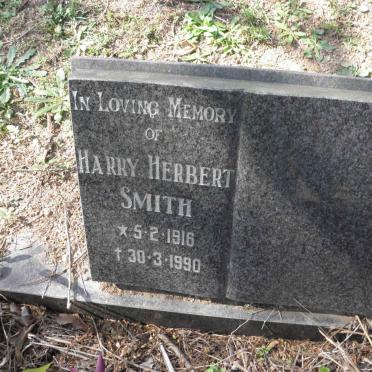 In Loving Memory
of
Harry Herbert
Smith
★ 5·2·1916
† 30·3·1990